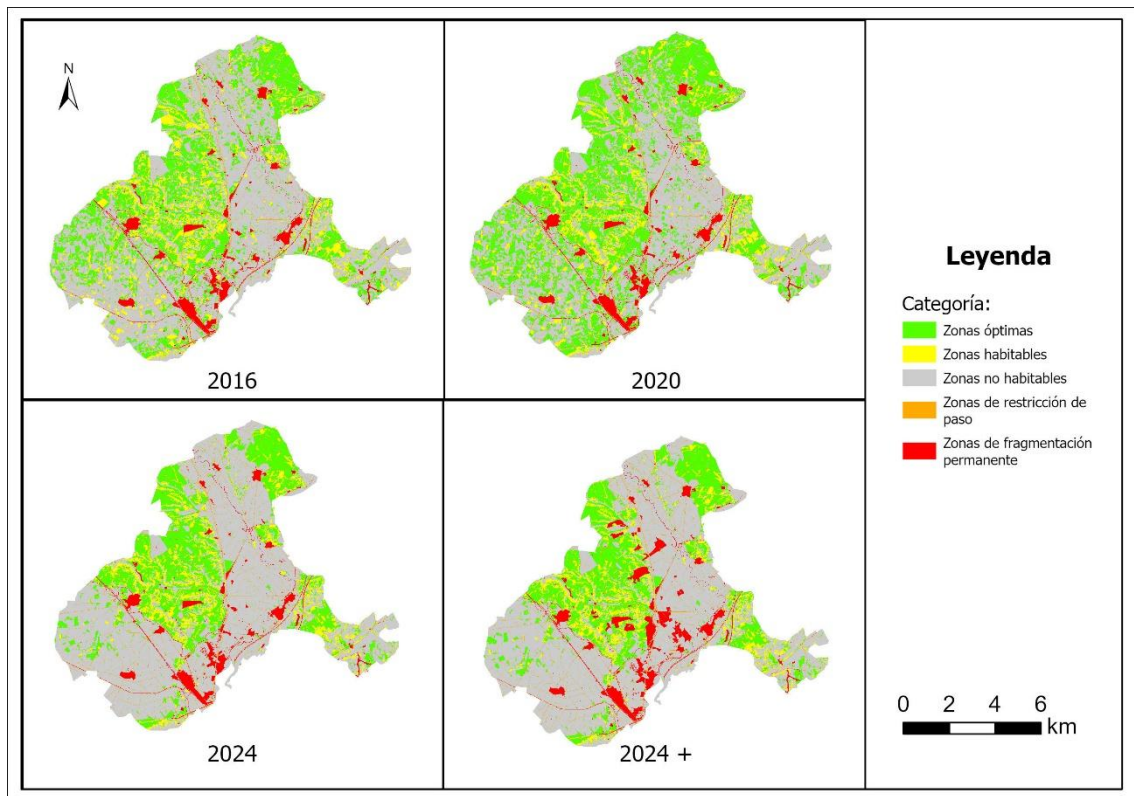 N
2016
2020
2024
2024 +
Leyenda
Categoría:
Zonas óptimas
Zonas habitables
Zonas no habitables
Zonas de restricción de
paso
Zonas de fragmentación
permanente
0 2 4 6
km